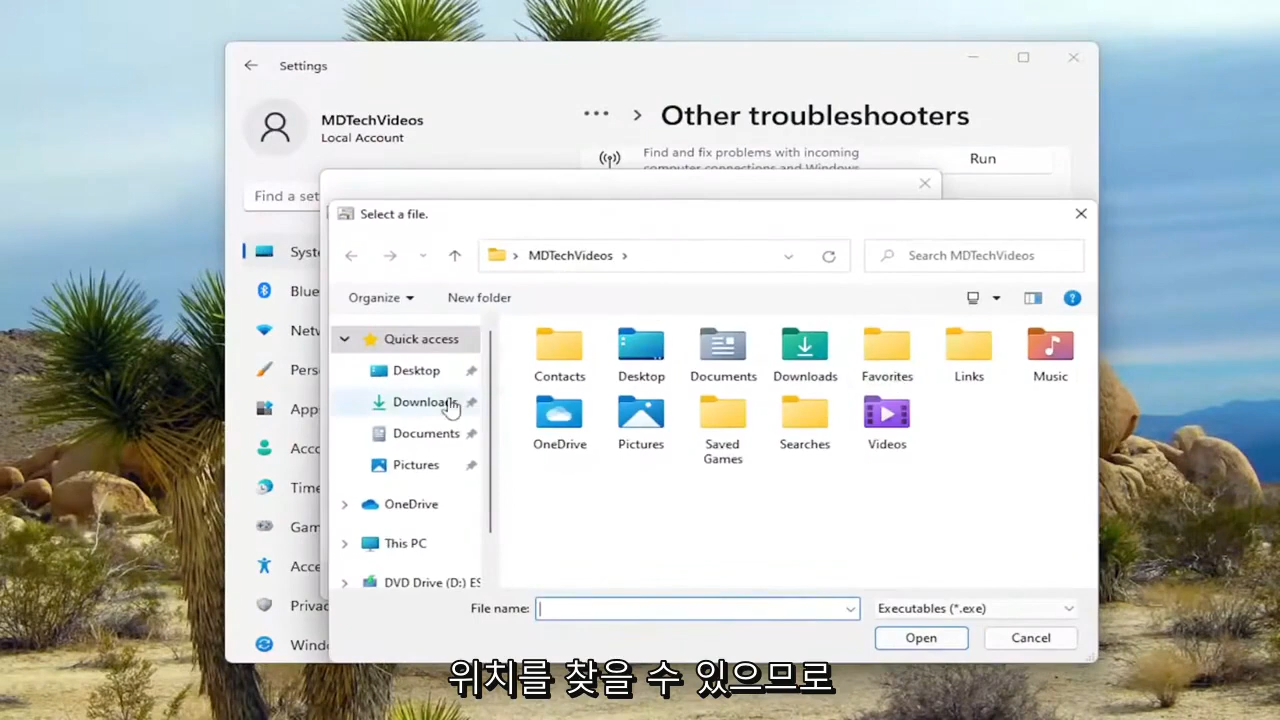 Settings
MDTechVideos
Local Account
Other troubleshooters
Find and fix problems with incoming
computer connections and Windows
Run
Find a set
Select a file.
MDTechVideos
Search MDTechVideos
Organize
New folder
Syst
Blue
Netw
Pers
App
Acco
Time
Gam
Acce
Priva
Windo
Quick access
Desktop
Downloads
Documents
Pictures
OneDrive
This PC
DVD Drive (D:) ES
Contacts
Desktop
Documents
Downloads
Favorites
Links
Music
OneDrive
Pictures
Saved
Games
Searches
Videos
File name:
Executables (*.exe)
Open
Cancel
위치를 찾을 수 있으므로